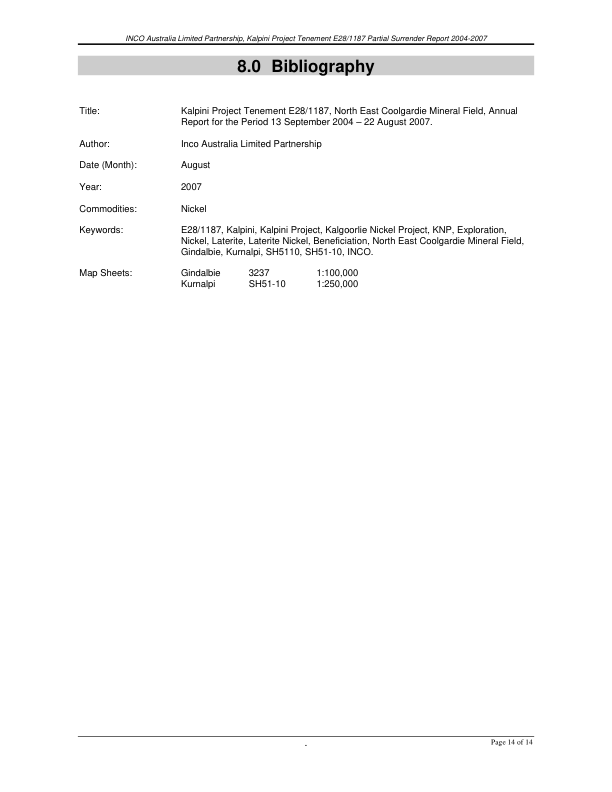 INCO Australia Limited Partnership, Kalpini Project Tenement E28/1187 Partial Surrender Report 2004-2007
8.0 Bibliography
Title: Kalpini Project Tenement E28/1187, North East Coolgardie Mineral Field, Annual
Report for the Period 13 September 2004 – 22 August 2007.
Author: Inco Australia Limited Partnership
Date (Month): August
Year: 2007
Commodities: Nickel
Keywords: E28/1187, Kalpini, Kalpini Project, Kalgoorlie Nickel Project, KNP, Exploration,
Nickel, Laterite, Laterite Nickel, Beneficiation, North East Coolgardie Mineral Field,
Gindalbie, Kurnalpi, SH5110, SH51-10, INCO.
Map Sheets: Gindalbie 3237 1:100,000
Kurnalpi SH51-10 1:250,000
Page 14 of 14
-